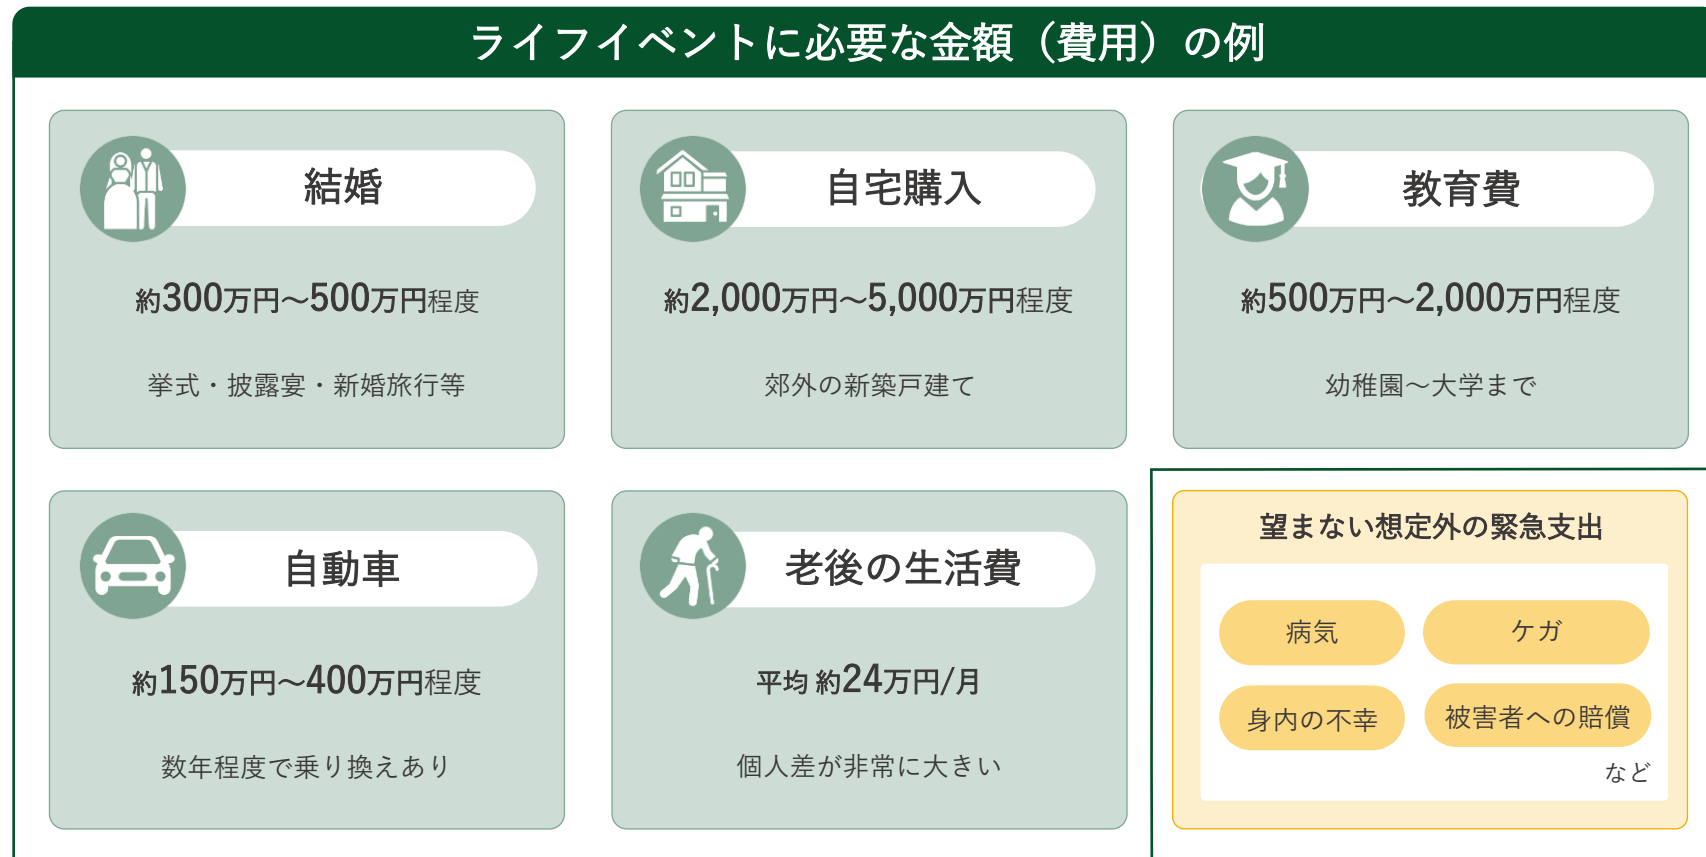 ライフイベントに必要な金額（費用）の例
結婚
約300万円〜500万円程度
挙式・披露宴・新婚旅行等
自宅購入
約2,000万円〜5,000万円程度
郊外の新築戸建て
教育費
約500万円〜2,000万円程度
幼稚園〜大学まで
自動車
約150万円〜400万円程度
数年程度で乗り換えあり
老後の生活費
平均 約24万円/月
個人差が非常に大きい
望まない想定外の緊急支出
病気
ケガ
身内の不幸
被害者への賠償
など